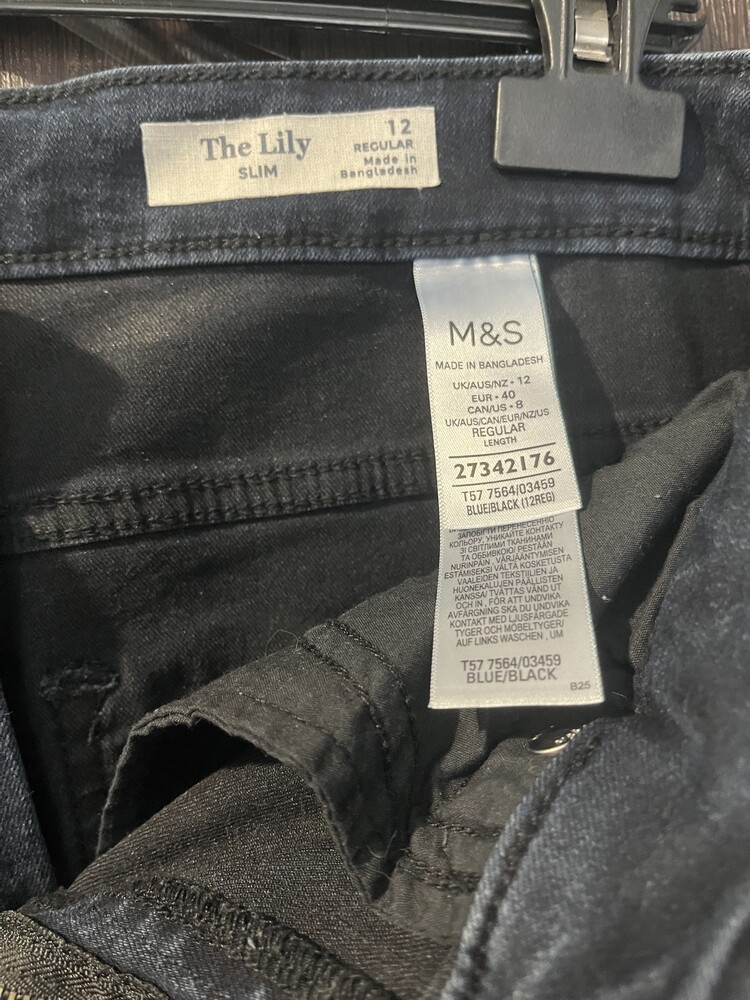 The Lily
SLIM
12
REGULAR
Made in
Bangladesh
M&S
MADE IN BANGLADESH
UK/AUS/NZ - 12
EUR - 40
CAN/US - 8
UK/AUS/CAN/EUR/NZ/US
REGULAR
LENGTH
27342176
T57 7564/03459
BLUE/BLACK (12REG)
ЗАПОБІГТИ ПЕРЕНЕСЕННЮ
КОЛЬОРУ, УНИКАЙТЕ КОНТАКТУ
ЗІ СВІТЛИМИ ТКАНИНАМИ
ТА ОББИВКОЮ/ PESTÄÄN
NURINPÄIN , VÄRJÄÄNTYMISEN
ESTÄMISEKSI VÄLTÄ KOSKETUSTA
VAALEIDEN TEKSTIILIEN JA
HUONEKALUJEN PÄÄLLISTEN
KANSSA/ TVÄTTAS VÄND UT
OCH IN , FÖR ATT UNDVIKA
AVFÄRGNING SKA DU UNDVIKA
KONTAKT MED LJUSFÄRGADE
TYGER OCH MÖBELTYGER/
AUF LINKS WASCHEN , UM
T57 7564/03459
BLUE/BLACK
B25